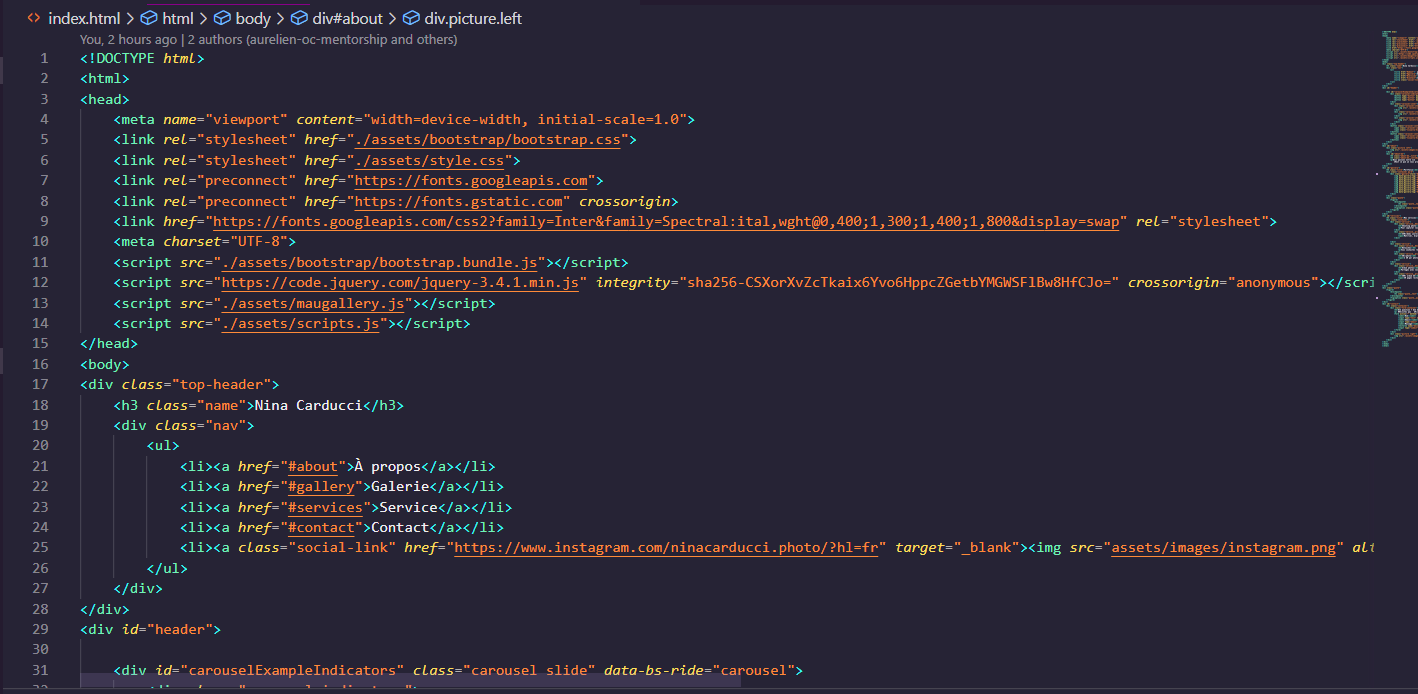 index.html > html > body > div#about > div.picture.left
You, 2 hours ago | 2 authors (aurelien-oc-mentorship and others)
1 <!DOCTYPE html>
2 <html>
3 <head>
4 <meta name="viewport" content="width=device-width, initial-scale=1.0">
5 <link rel="stylesheet" href="./assets/bootstrap/bootstrap.css">
6 <link rel="stylesheet" href="./assets/style.css">
7 <link rel="preconnect" href="https://fonts.googleapis.com">
8 <link rel="preconnect" href="https://fonts.gstatic.com" crossorigin>
9 <link href="https://fonts.googleapis.com/css2?family=Inter&family=Spectral:ital,wght@0,400;1,300;1,400;1,800&display=swap" rel="stylesheet">
10 <meta charset="UTF-8">
11 <script src="./assets/bootstrap/bootstrap.bundle.js"></script>
12 <script src="https://code.jquery.com/jquery-3.4.1.min.js" integrity="sha256-CSXorXvZcTkaix6Yvo6HppcZGetbYMGWSFlBw8HfCJo=" crossorigin="anonymous"></scri
13 <script src="./assets/maugallery.js"></script>
14 <script src="./assets/scripts.js"></script>
15 </head>
16 <body>
17 <div class="top-header">
18 <h3 class="name">Nina Carducci</h3>
19 <div class="nav">
20 <ul>
21 <li><a href="#about">À propos</a></li>
22 <li><a href="#gallery">Galerie</a></li>
23 <li><a href="#services">Service</a></li>
24 <li><a href="#contact">Contact</a></li>
25 <li><a class="social-link" href="https://www.instagram.com/ninacarducci.photo/?hl=fr" target="_blank"><img src="assets/images/instagram.png" alt
26 </ul>
27 </div>
28 </div>
29 <div id="header">
30
31 <div id="carouselExampleIndicators" class="carousel slide" data-bs-ride="carousel">